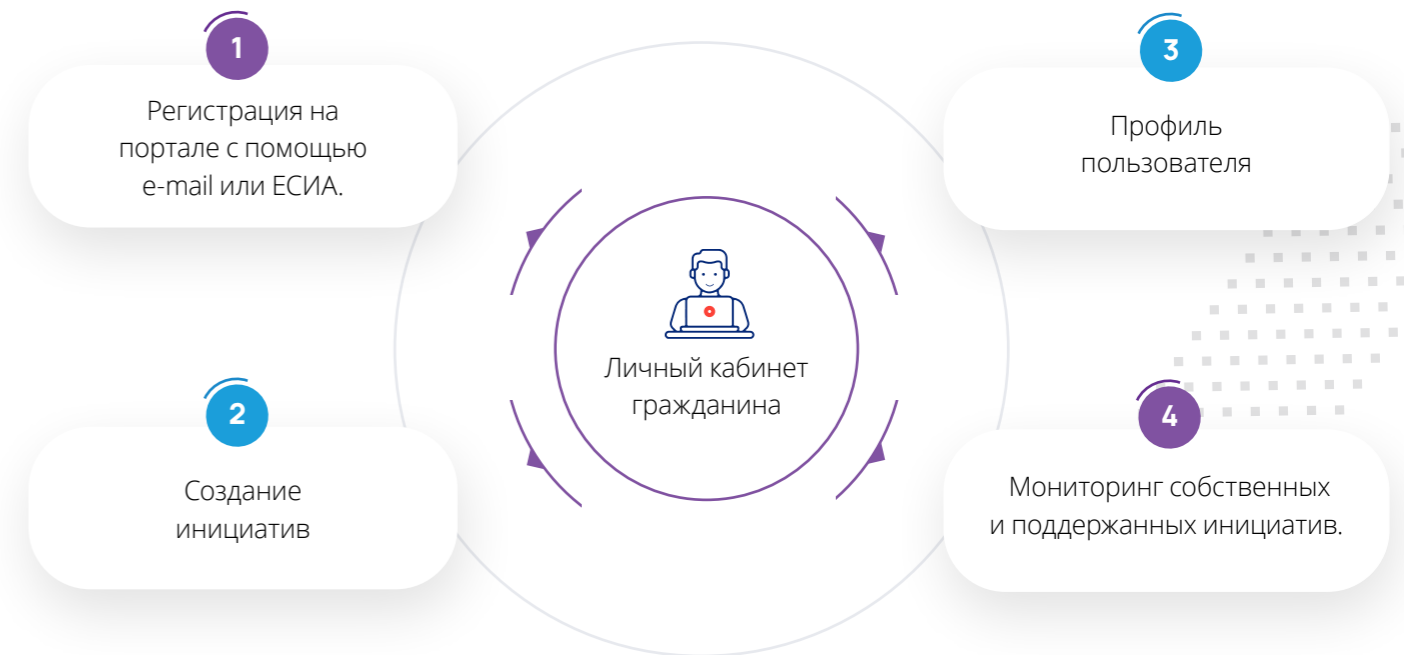 1
Регистрация на
портале с помощью
e-mail или ЕСИА.
2
Создание
инициатив
Личный кабинет
гражданина
3
Профиль
пользователя
4
Мониторинг собственных
и поддержанных инициатив.